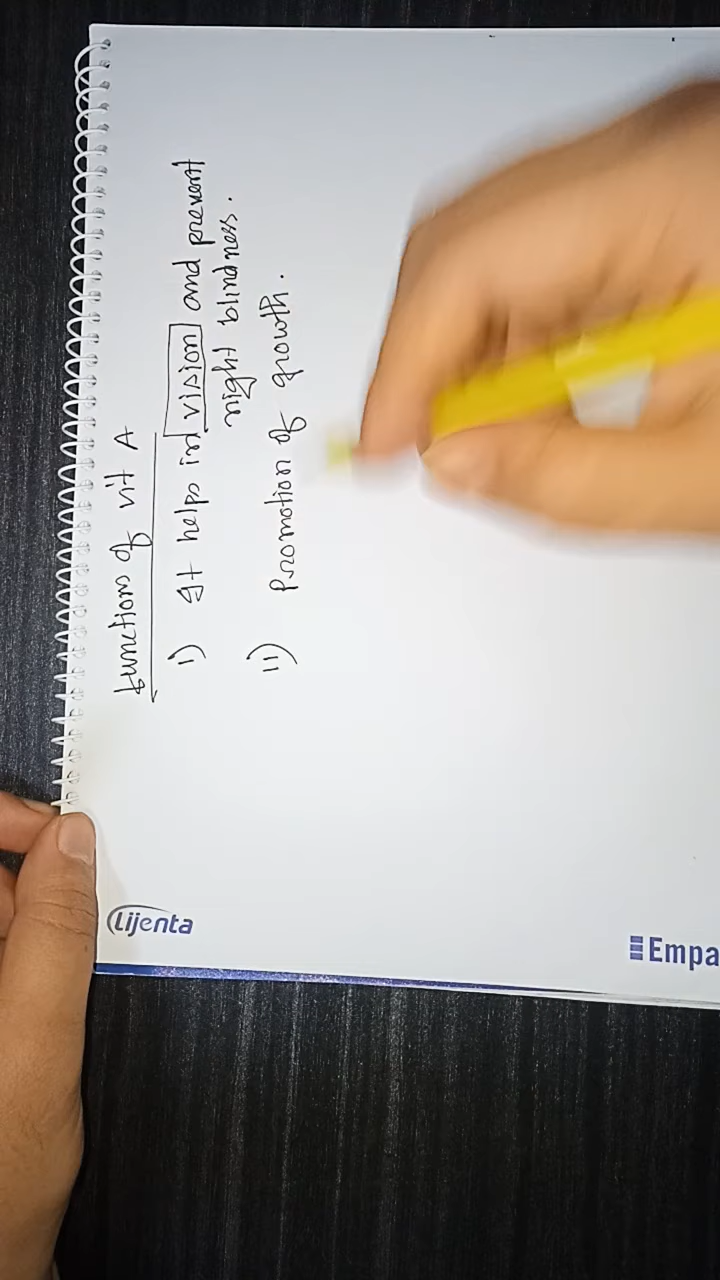 functions of vit A
i) It helps in vision and prevent
night blindness.
ii) Promotion of growth.
Lijenta
Empa